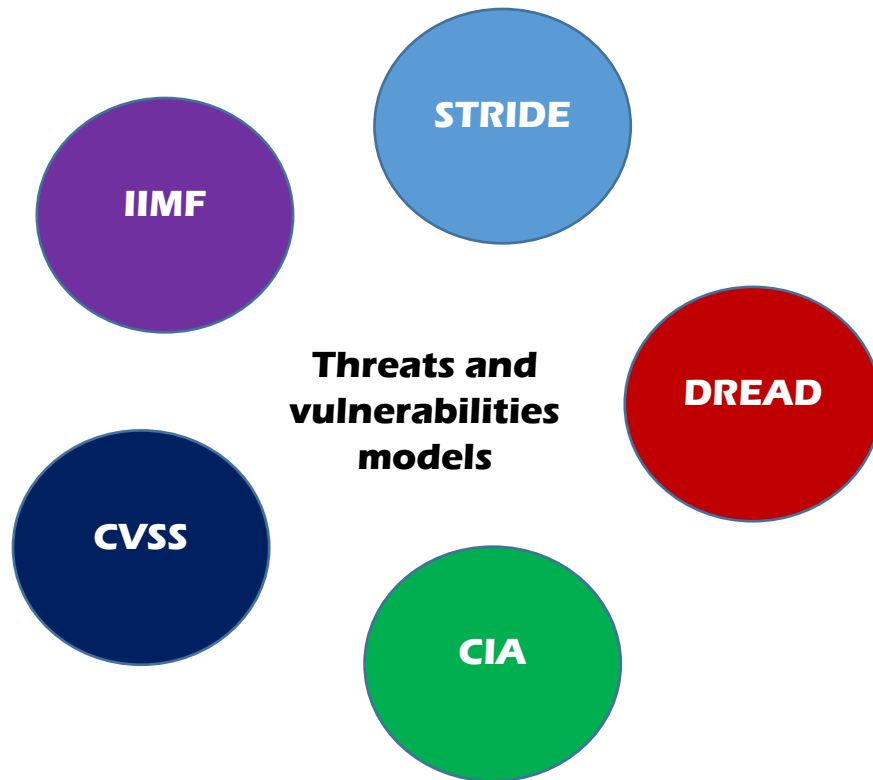 STRIDE
IIMF
Threats and
vulnerabilities
models
DREAD
CVSS
CIA